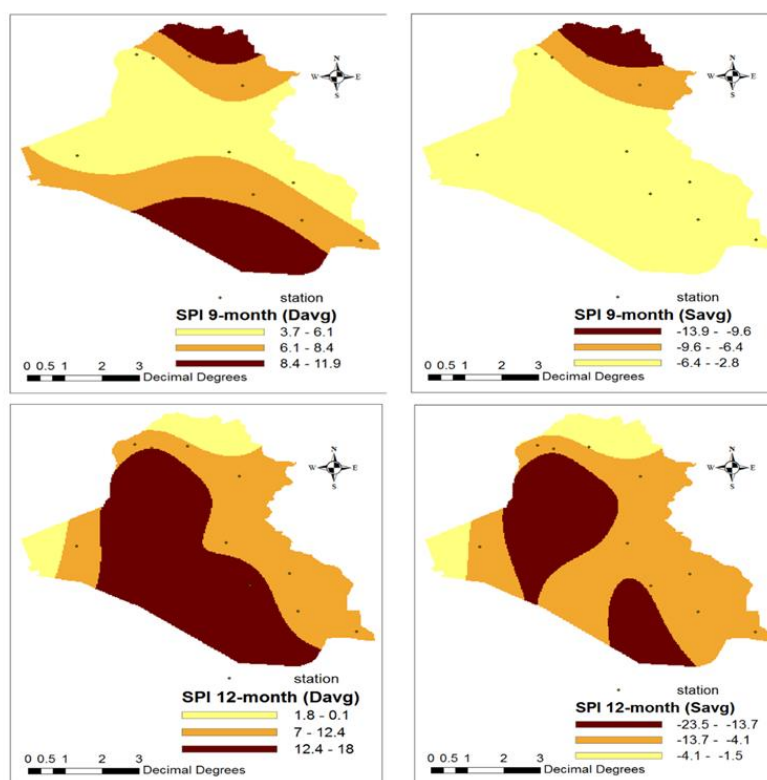 N
W E
S
station
SPI 9-month (Davg)
3.7 - 6.1
6.1 - 8.4
8.4 - 11.9
0 0.5 1 2 3
Decimal Degrees
N
W E
S
station
SPI 9-month (Savg)
-13.9 - -9.6
-9.6 - -6.4
-6.4 - -2.8
0 0.5 1 2 3
Decimal Degrees
N
W E
S
station
SPI 12-month (Davg)
1.8 - 0.1
7 - 12.4
12.4 - 18
0 0.5 1 2 3
Decimal Degrees
N
W E
S
station
SPI 12-month (Savg)
-23.5 - -13.7
-13.7 - -4.1
-4.1 - -1.5
0 0.5 1 2 3
Decimal Degrees